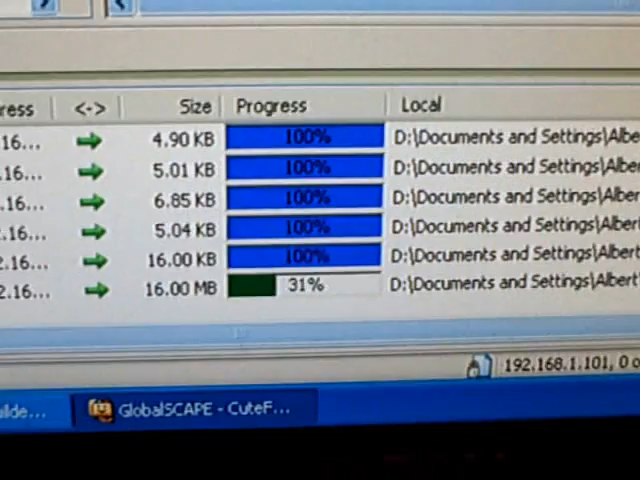 ress <-> Size Progress Local
.16... 4.90 KB 100% D:\Documents and Settings\Albe
.16... 5.01 KB 100% D:\Documents and Settings\Albe
.16... 6.85 KB 100% D:\Documents and Settings\Alber
2.16... 5.04 KB 100% D:\Documents and Settings\Alber
2.16... 16.00 KB 100% D:\Documents and Settings\Albert
2.16... 16.00 MB 31% D:\Documents and Settings\Albert\
192.168.1.101, 0 o
uilde... GlobalSCAPE - CuteF...